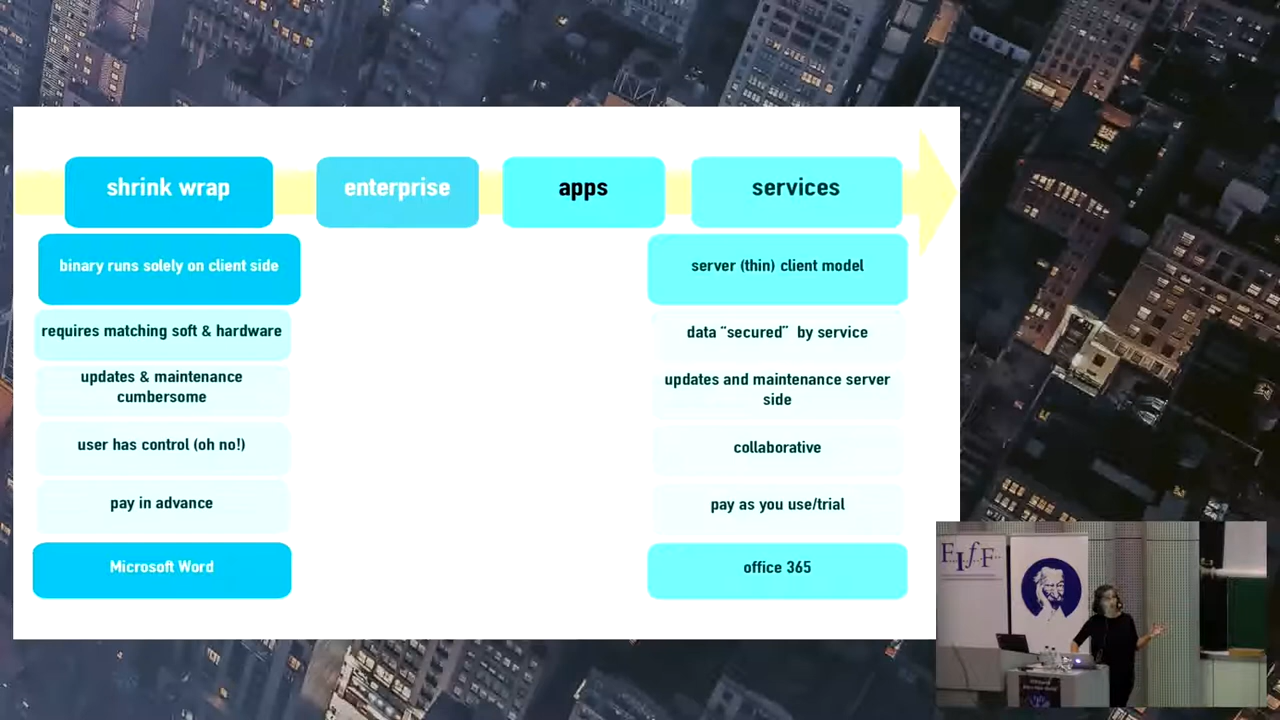 shrink wrap
enterprise
apps
services
binary runs solely on client side
server (thin) client model
requires matching soft & hardware
data “secured” by service
updates & maintenance
cumbersome
updates and maintenance server
side
user has control (oh no!)
collaborative
pay in advance
pay as you use/trial
Microsoft Word
office 365
FIfF